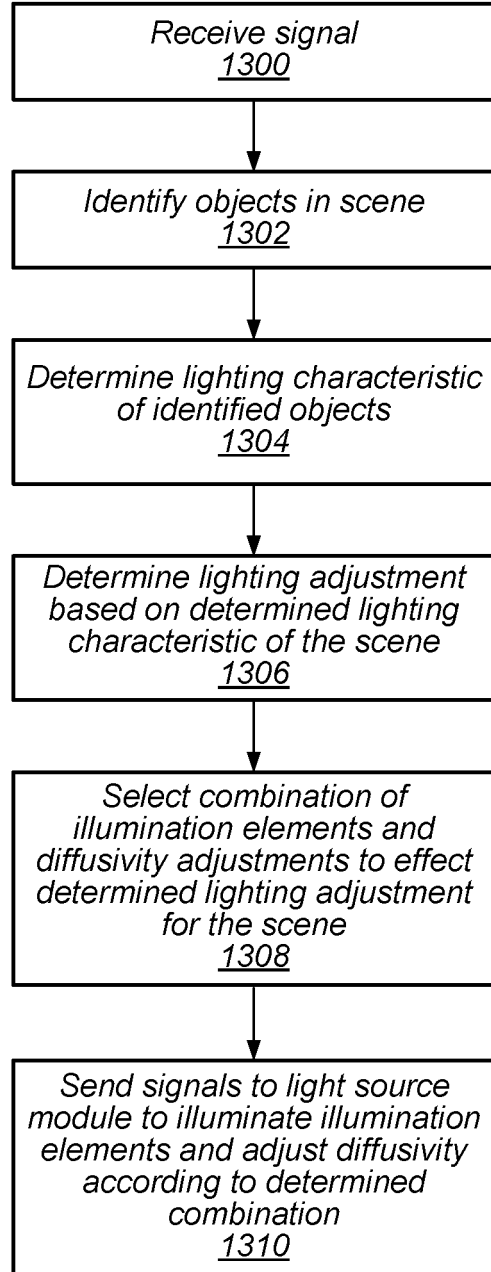 Receive signal
1300
Identify objects in scene
1302
Determine lighting characteristic
of identified objects
1304
Determine lighting adjustment
based on determined lighting
characteristic of the scene
1306
Select combination of
illumination elements and
diffusivity adjustments to effect
determined lighting adjustment
for the scene
1308
Send signals to light source
module to illuminate illumination
elements and adjust diffusivity
according to determined
combination
1310